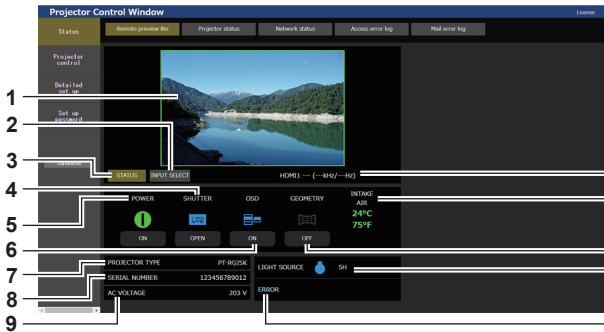 Projector Control Window
License
Status
Remote preview lite
Projector status
Network status
Access error log
Mail error log
Projector
control
Detailed
set up
Set up
password
1
2
3
4
5
6
7
8
9
STATUS
INPUT SELECT
HDMI1 --- (---kHz/---Hz)
POWER
SHUTTER
OSD
GEOMETRY
INTAKE
AIR
24°C
75°F
ON
OPEN
ON
OFF
PROJECTOR TYPE
PT-RQ25K
SERIAL NUMBER
123456789012
AC VOLTAGE
203 V
LIGHT SOURCE
5H
ERROR